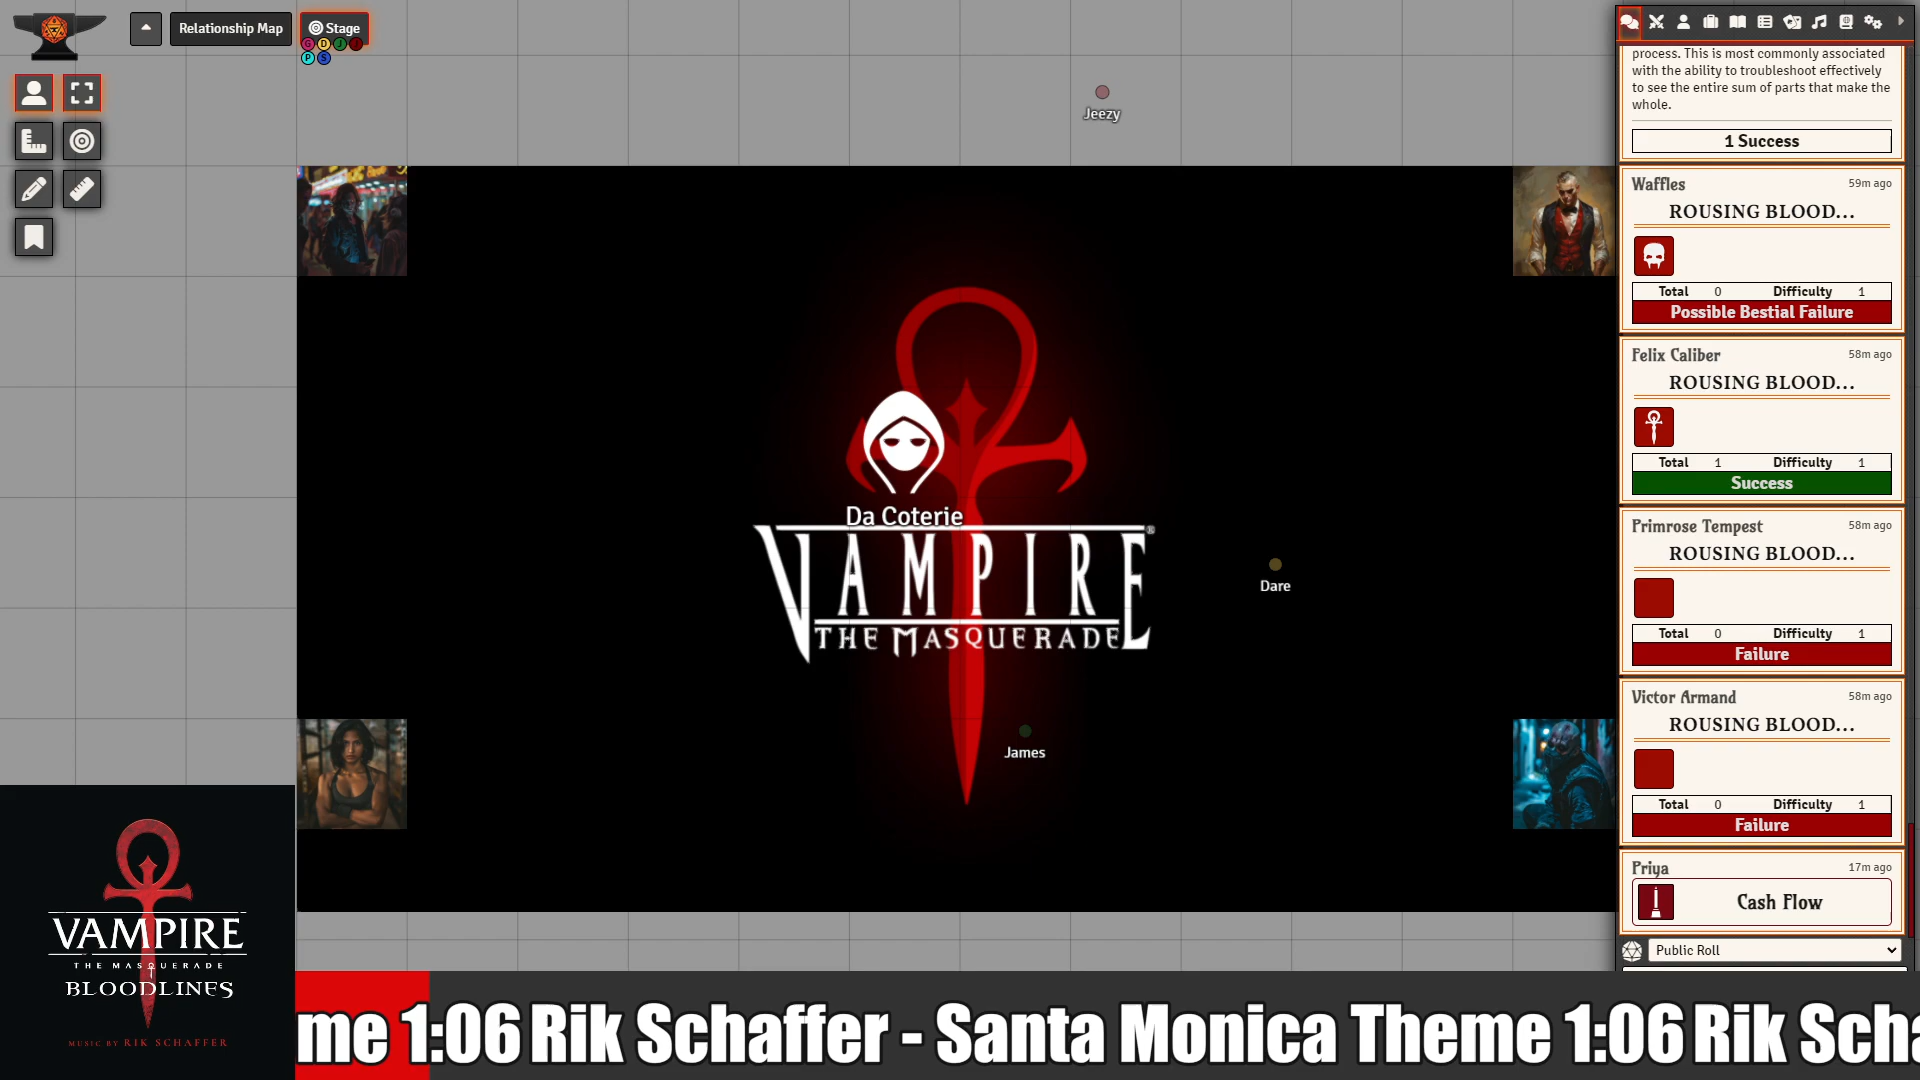 Relationship Map
Stage
G D J J
P S
Jeezy
Da Coterie
VAMPIRE®
THE MASQUERADE
Dare
James
process. This is most commonly associated
with the ability to troubleshoot effectively
to see the entire sum of parts that make the
whole.
1 Success
Waffles 59m ago
ROUSING BLOOD...
Total 0 Difficulty 1
Possible Bestial Failure
Felix Caliber 58m ago
ROUSING BLOOD...
Total 1 Difficulty 1
Success
Primrose Tempest 58m ago
ROUSING BLOOD...
Total 0 Difficulty 1
Failure
Victor Armand 58m ago
ROUSING BLOOD...
Total 0 Difficulty 1
Failure
Priya 17m ago
Cash Flow
Public Roll
VAMPIRE
THE MASQUERADE
BLOODLINES
MUSIC BY RIK SCHAFFER
me 1:06 Rik Schaffer - Santa Monica Theme 1:06 Rik Scha